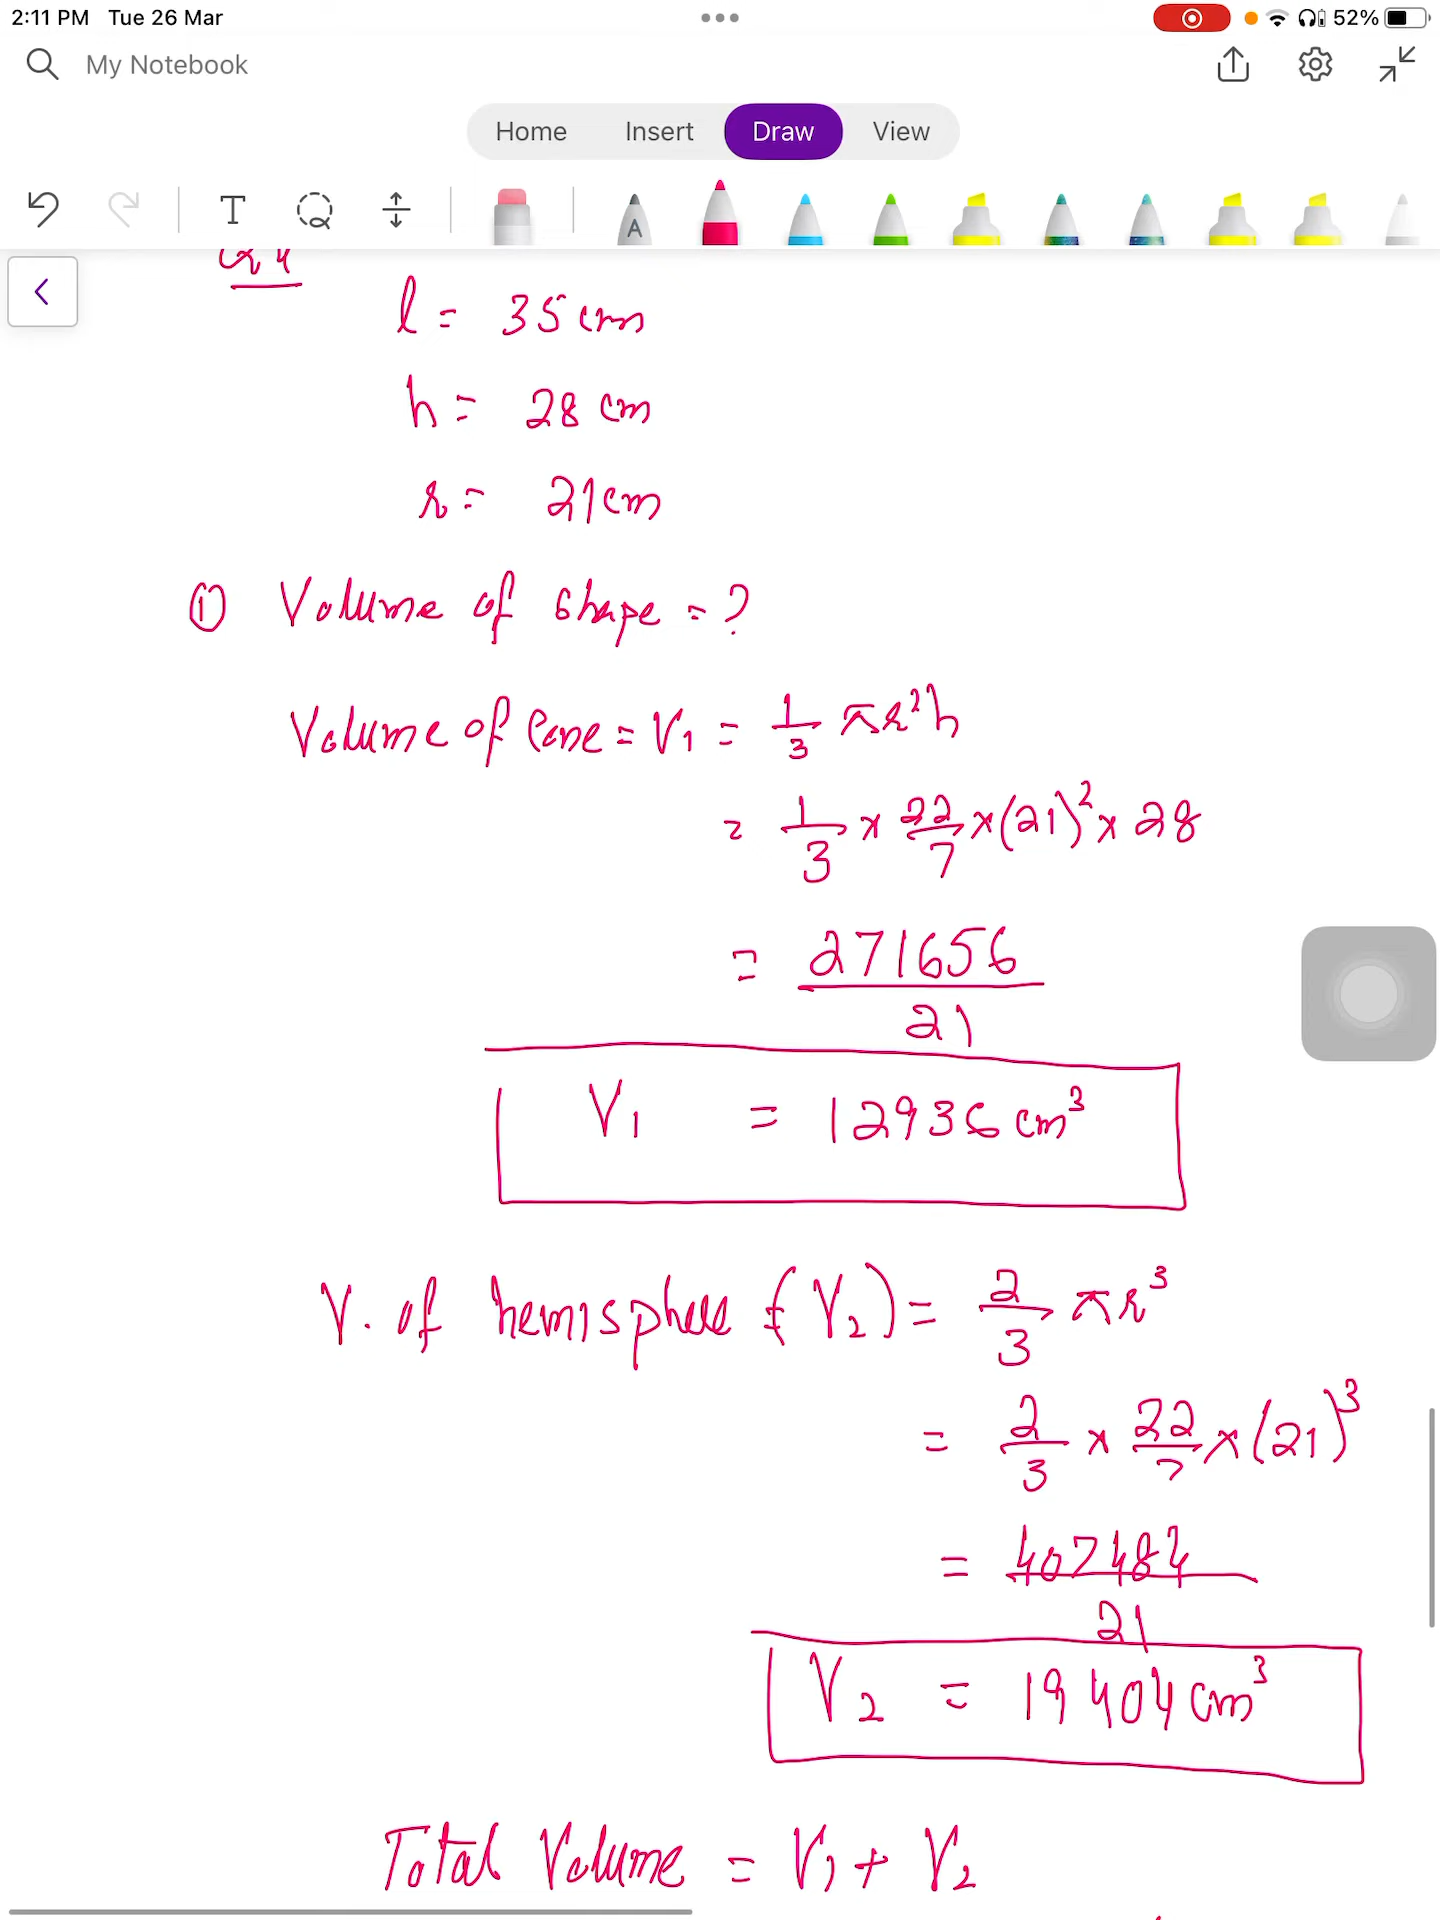 2:11 PM Tue 26 Mar
52%
My Notebook
Home Insert Draw View
T
A
l = 35 cm
h = 28 cm
r = 21cm
① Volume of shape = ?
Volume of Cone = V₁ = 1/3 πr²h
= 1/3 × 22/7 × (21)² × 28
= 271656/21
V₁ = 12936 cm³
V. of hemisphere (V₂) = 2/3 πr³
= 2/3 × 22/7 × (21)³
= 407484/21
V₂ = 19404 cm³
Total Volume = V₁ + V₂